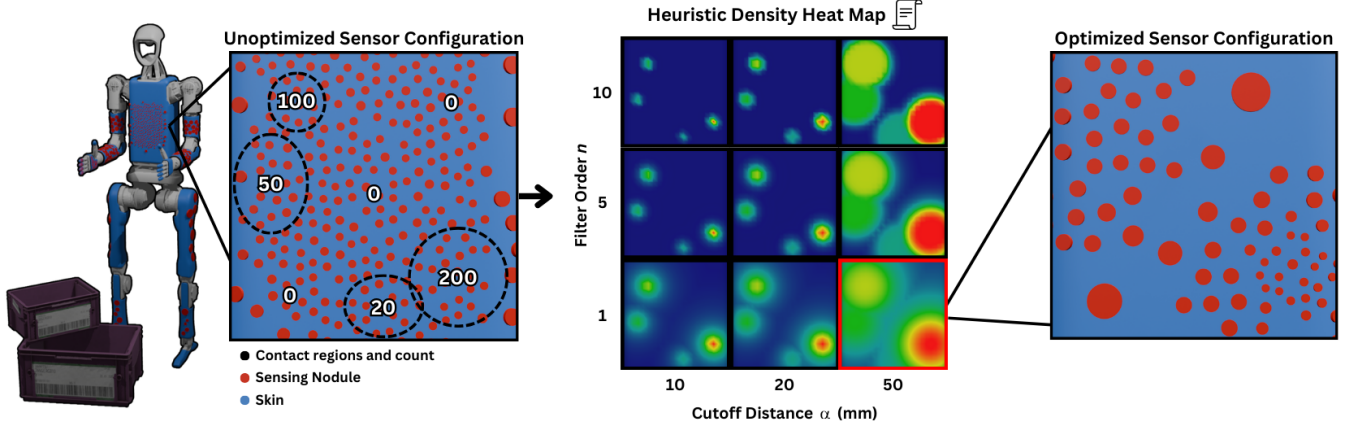 Heuristic Density Heat Map
Unoptimized Sensor Configuration
Optimized Sensor Configuration
100
0
50
0
200
0
20
Contact regions and count
Sensing Nodule
Skin
Filter Order n
10
5
1
10
20
50
Cutoff Distance α (mm)